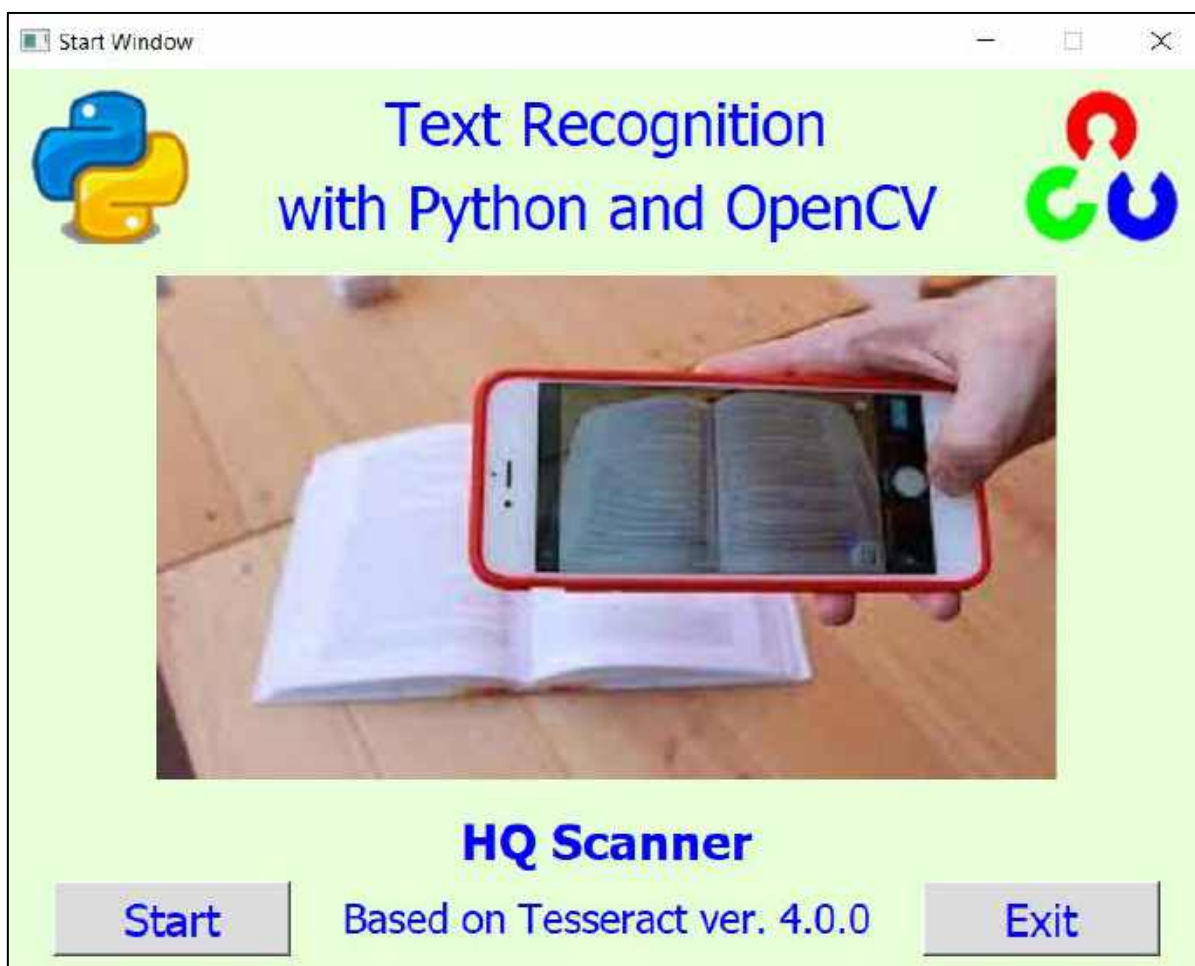 Start Window
Text Recognition
with Python and OpenCV
HQ Scanner
Start
Based on Tesseract ver. 4.0.0
Exit